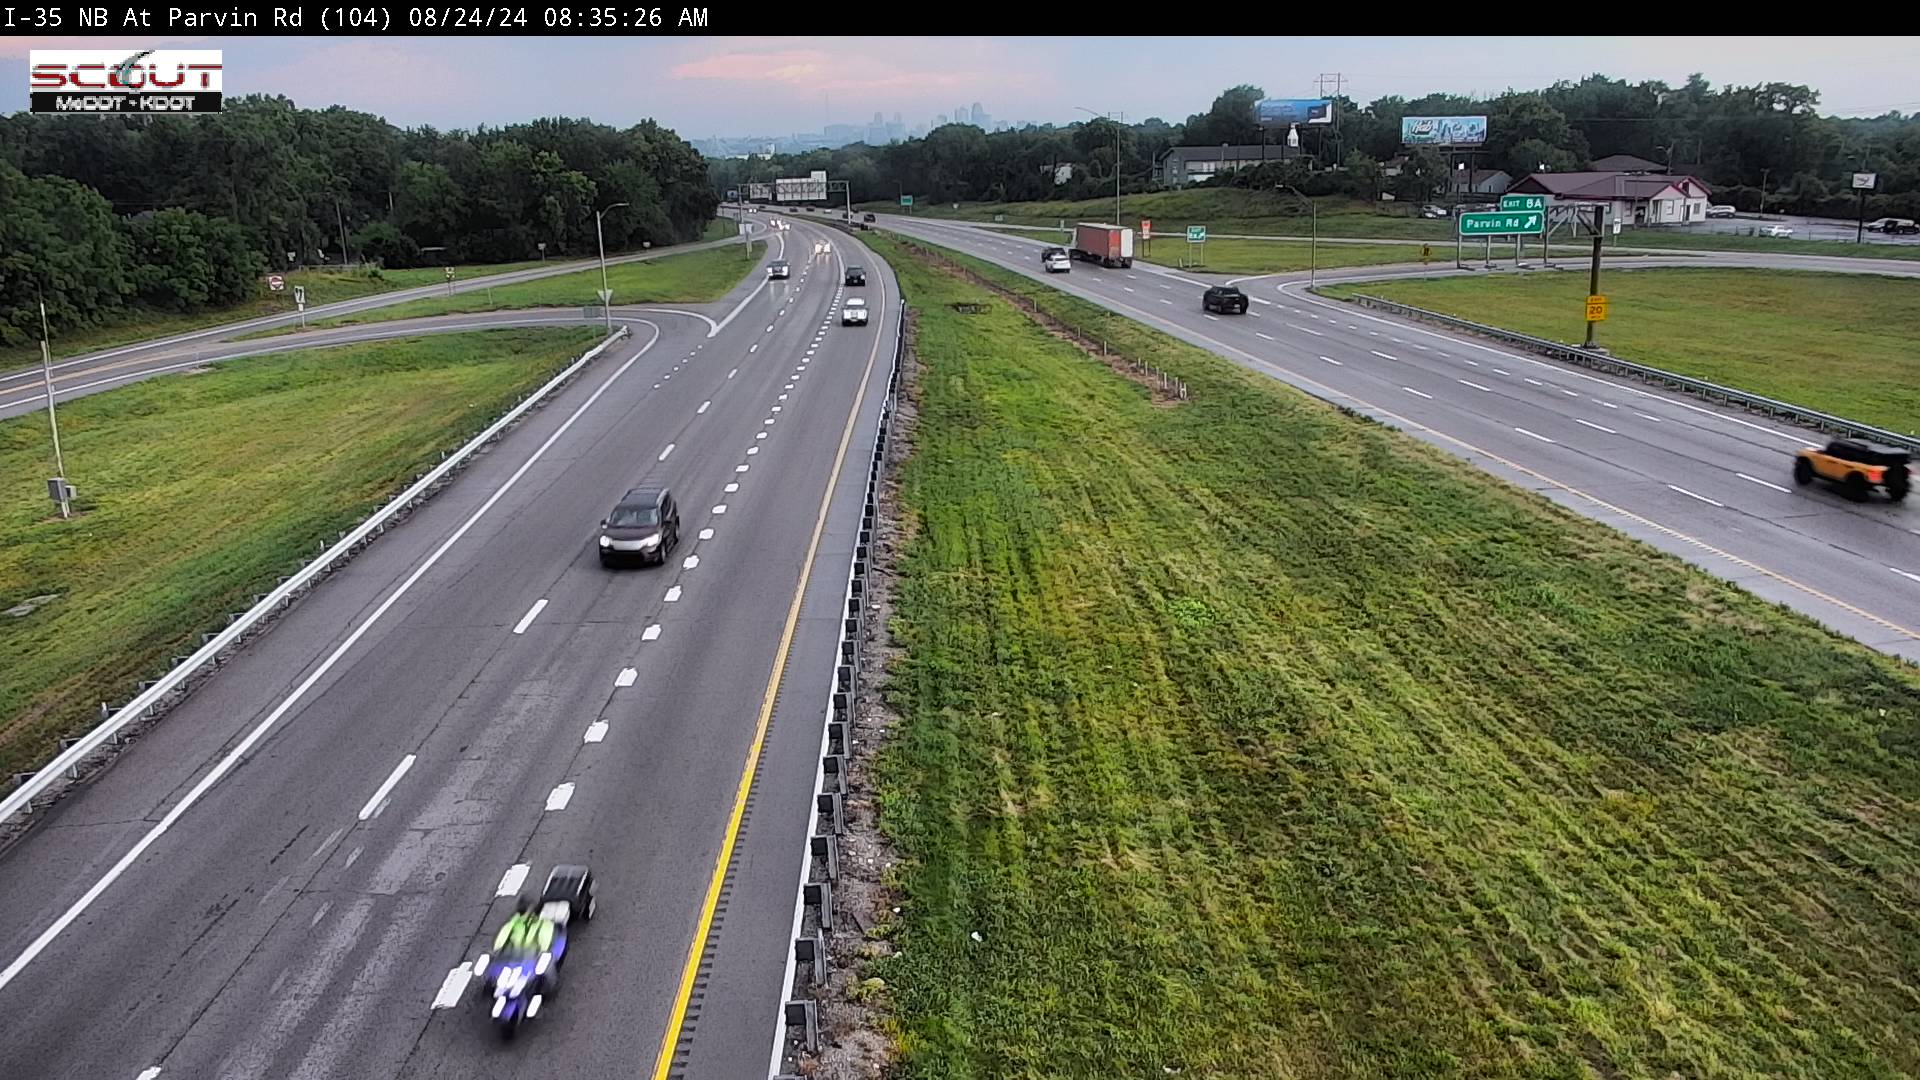 I-35 NB At Parvin Rd (104) 08/24/24 08:35:26 AM
SCOUT
MoDOT - KDOT
EXIT 8A
Parvin Rd
20